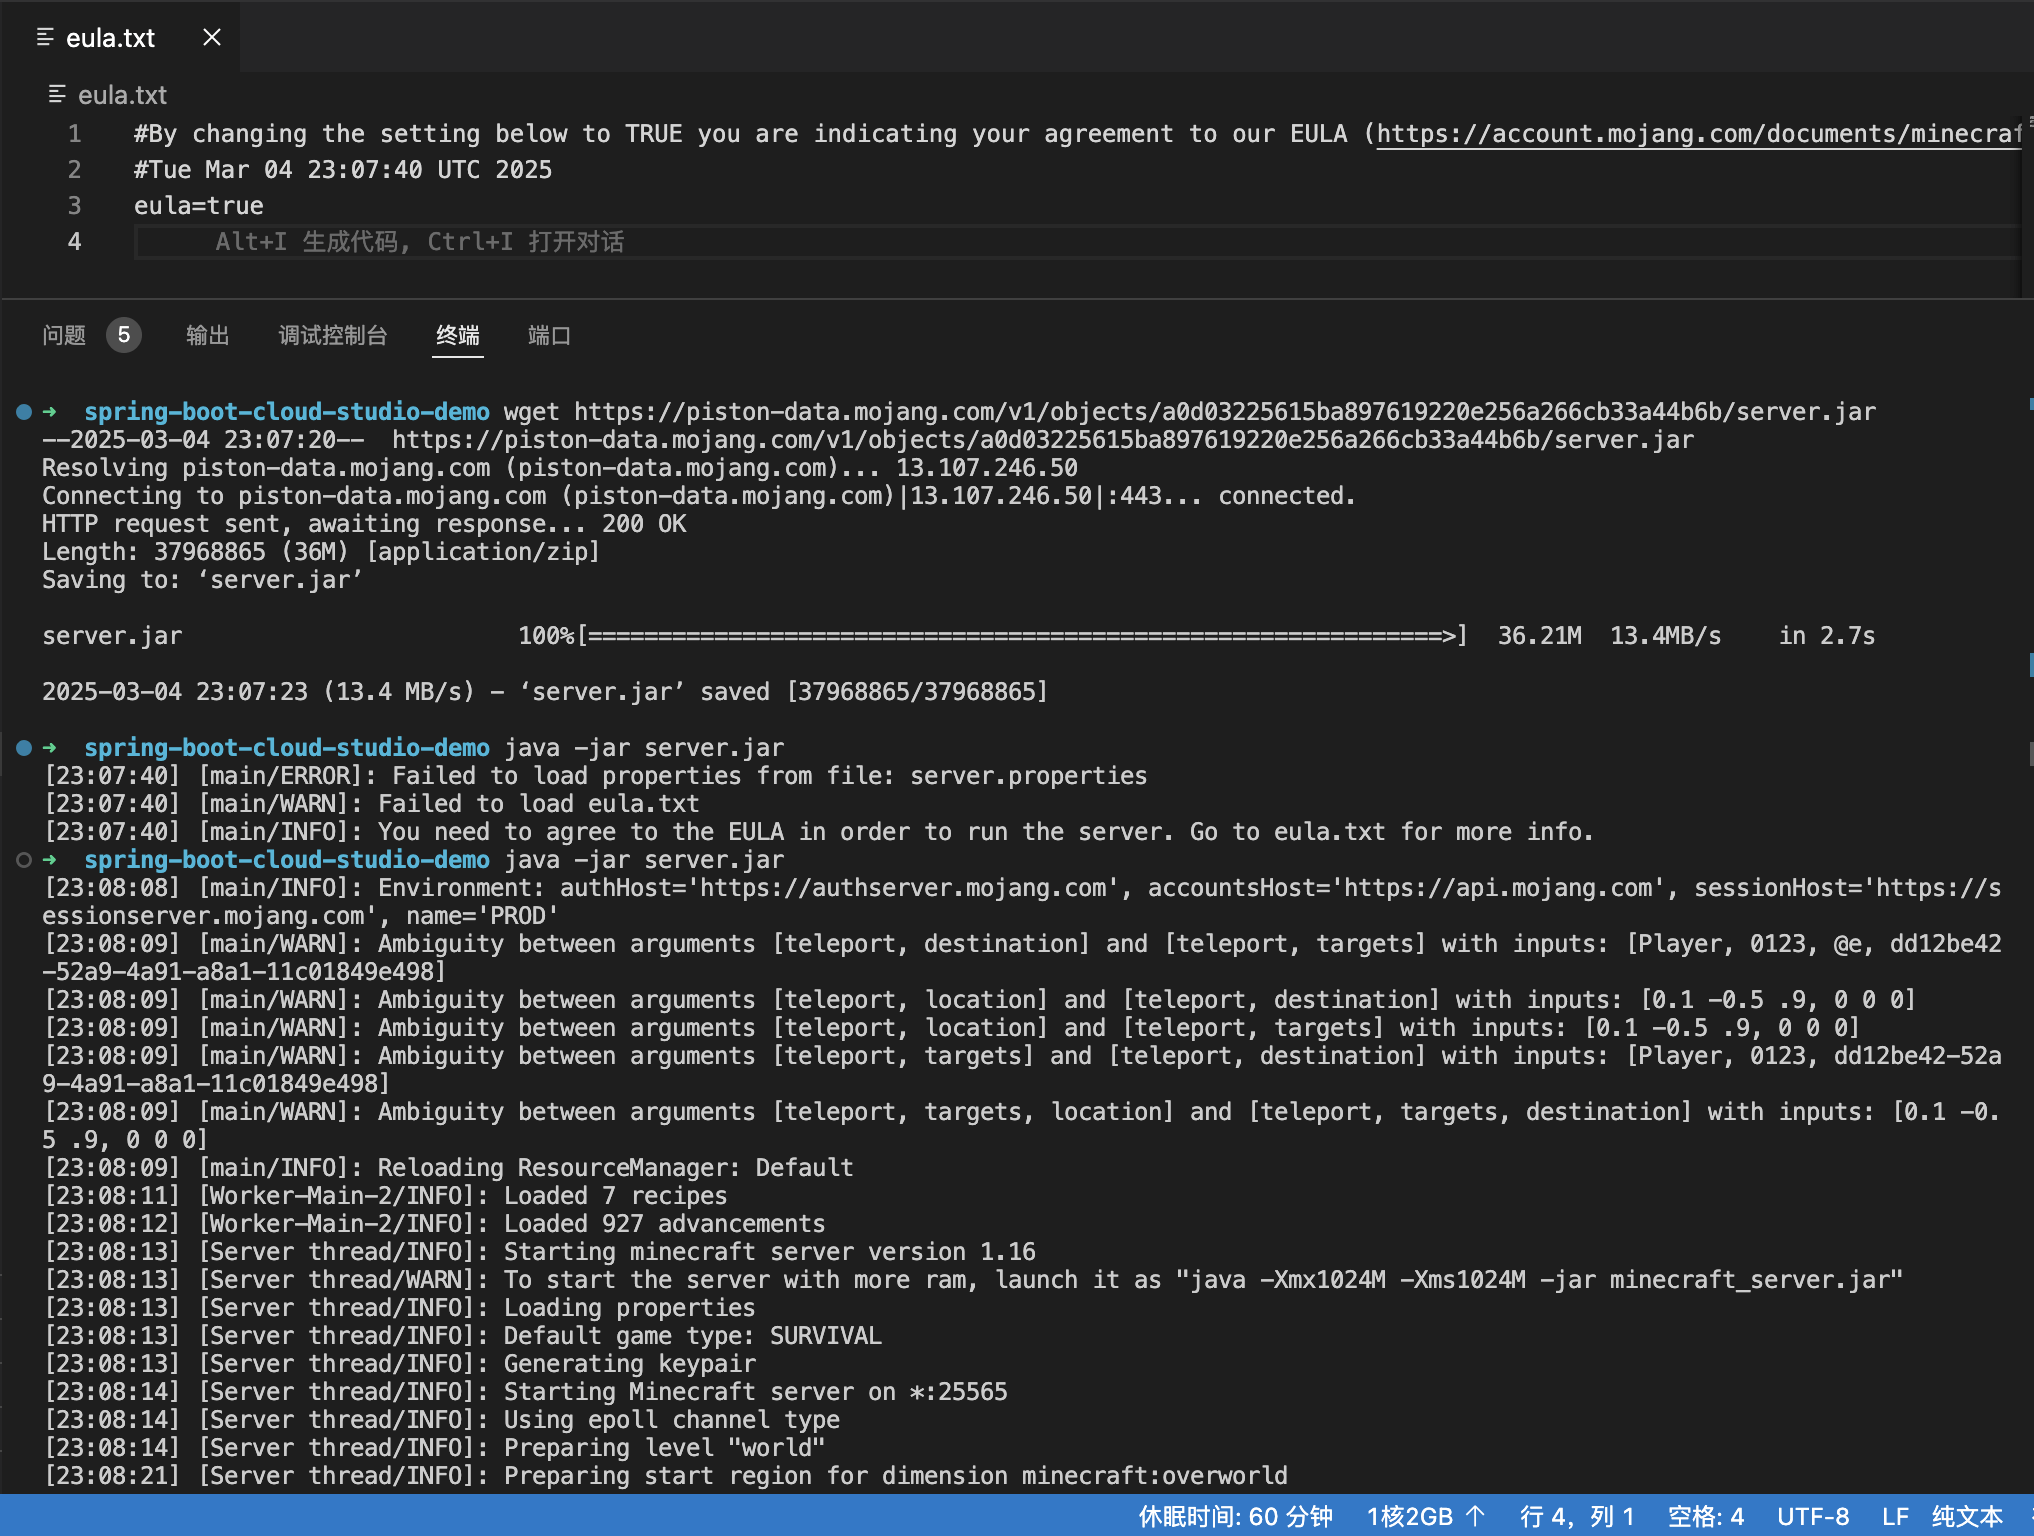 eula.txt
eula.txt
1 #By changing the setting below to TRUE you are indicating your agreement to our EULA (https://account.mojang.com/documents/minecraf
2 #Tue Mar 04 23:07:40 UTC 2025
3 eula=true
4 Alt+I 生成代码, Ctrl+I 打开对话
问题 5 输出 调试控制台 终端 端口
➜ spring-boot-cloud-studio-demo wget https://piston-data.mojang.com/v1/objects/a0d03225615ba897619220e256a266cb33a44b6b/server.jar
--2025-03-04 23:07:20-- https://piston-data.mojang.com/v1/objects/a0d03225615ba897619220e256a266cb33a44b6b/server.jar
Resolving piston-data.mojang.com (piston-data.mojang.com)... 13.107.246.50
Connecting to piston-data.mojang.com (piston-data.mojang.com)|13.107.246.50|:443... connected.
HTTP request sent, awaiting response... 200 OK
Length: 37968865 (36M) [application/zip]
Saving to: ‘server.jar’
server.jar 100%[=============================================================>] 36.21M 13.4MB/s in 2.7s
2025-03-04 23:07:23 (13.4 MB/s) - ‘server.jar’ saved [37968865/37968865]
➜ spring-boot-cloud-studio-demo java -jar server.jar
[23:07:40] [main/ERROR]: Failed to load properties from file: server.properties
[23:07:40] [main/WARN]: Failed to load eula.txt
[23:07:40] [main/INFO]: You need to agree to the EULA in order to run the server. Go to eula.txt for more info.
➜ spring-boot-cloud-studio-demo java -jar server.jar
[23:08:08] [main/INFO]: Environment: authHost='https://authserver.mojang.com', accountsHost='https://api.mojang.com', sessionHost='https://s
essionserver.mojang.com', name='PROD'
[23:08:09] [main/WARN]: Ambiguity between arguments [teleport, destination] and [teleport, targets] with inputs: [Player, 0123, @e, dd12be42
-52a9-4a91-a8a1-11c01849e498]
[23:08:09] [main/WARN]: Ambiguity between arguments [teleport, location] and [teleport, destination] with inputs: [0.1 -0.5 .9, 0 0 0]
[23:08:09] [main/WARN]: Ambiguity between arguments [teleport, location] and [teleport, targets] with inputs: [0.1 -0.5 .9, 0 0 0]
[23:08:09] [main/WARN]: Ambiguity between arguments [teleport, targets] and [teleport, destination] with inputs: [Player, 0123, dd12be42-52a
9-4a91-a8a1-11c01849e498]
[23:08:09] [main/WARN]: Ambiguity between arguments [teleport, targets, location] and [teleport, targets, destination] with inputs: [0.1 -0.
5 .9, 0 0 0]
[23:08:09] [main/INFO]: Reloading ResourceManager: Default
[23:08:11] [Worker-Main-2/INFO]: Loaded 7 recipes
[23:08:12] [Worker-Main-2/INFO]: Loaded 927 advancements
[23:08:13] [Server thread/INFO]: Starting minecraft server version 1.16
[23:08:13] [Server thread/WARN]: To start the server with more ram, launch it as "java -Xmx1024M -Xms1024M -jar minecraft_server.jar"
[23:08:13] [Server thread/INFO]: Loading properties
[23:08:13] [Server thread/INFO]: Default game type: SURVIVAL
[23:08:13] [Server thread/INFO]: Generating keypair
[23:08:14] [Server thread/INFO]: Starting Minecraft server on *:25565
[23:08:14] [Server thread/INFO]: Using epoll channel type
[23:08:14] [Server thread/INFO]: Preparing level "world"
[23:08:21] [Server thread/INFO]: Preparing start region for dimension minecraft:overworld
休眠时间: 60 分钟 1核2GB ↑ 行 4，列 1 空格: 4 UTF-8 LF 纯文本